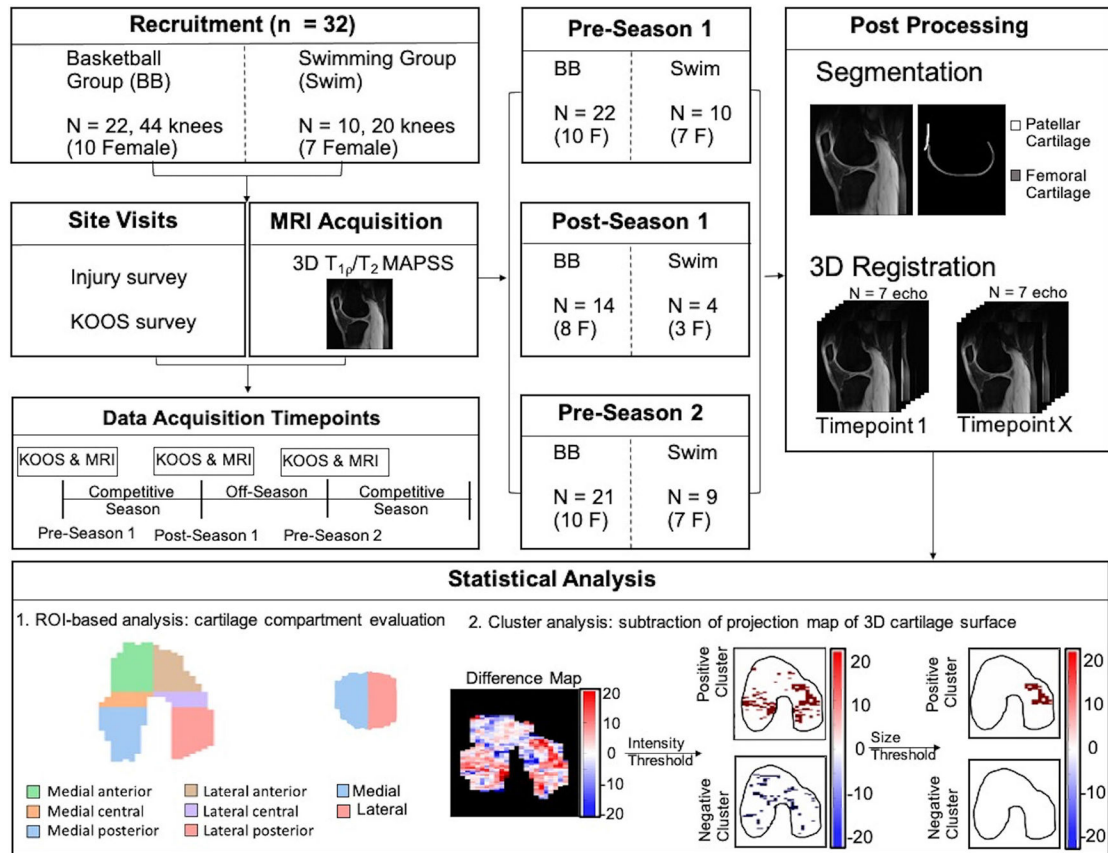 Recruitment (n = 32)
Basketball
Group (BB)
N = 22, 44 knees
(10 Female)
Swimming Group
(Swim)
N = 10, 20 knees
(7 Female)
Site Visits
Injury survey
KOOS survey
MRI Acquisition
3D T1ρ/T2 MAPSS
Data Acquisition Timepoints
KOOS & MRI
KOOS & MRI
KOOS & MRI
Competitive
Season
Off-Season
Competitive
Season
Pre-Season 1
Post-Season 1
Pre-Season 2
Pre-Season 1
BB
Swim
N = 22
(10 F)
N = 10
(7 F)
Post-Season 1
BB
Swim
N = 14
(8 F)
N = 4
(3 F)
Pre-Season 2
BB
Swim
N = 21
(10 F)
N = 9
(7 F)
Post Processing
Segmentation
Patellar
Cartilage
Femoral
Cartilage
3D Registration
N = 7 echo
N = 7 echo
Timepoint 1
Timepoint X
Statistical Analysis
1. ROI-based analysis: cartilage compartment evaluation
Medial anterior
Medial central
Medial posterior
Lateral anterior
Lateral central
Lateral posterior
Medial
Lateral
2. Cluster analysis: subtraction of projection map of 3D cartilage surface
Difference Map
20
10
0
-10
-20
Intensity
Threshold
Positive
Cluster
Negative
Cluster
20
10
0
-10
-20
Size
Threshold
Positive
Cluster
Negative
Cluster
20
10
0
-10
-20